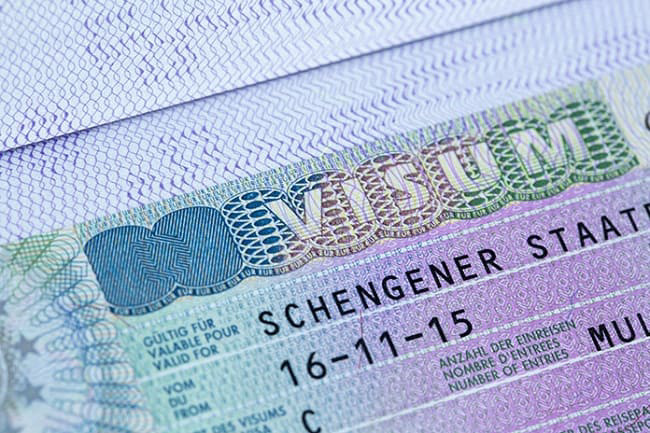 VISUM
SCHENGENER STAATE
GÜLTIG FÜR
VALABLE POUR
VALID FOR
16-11-15
VOM
DU
FROM
ANZAHL DER EINREISEN
NOMBRE D'ENTRÉES
NUMBER OF ENTRIES
MUL
DES VISUMS
C